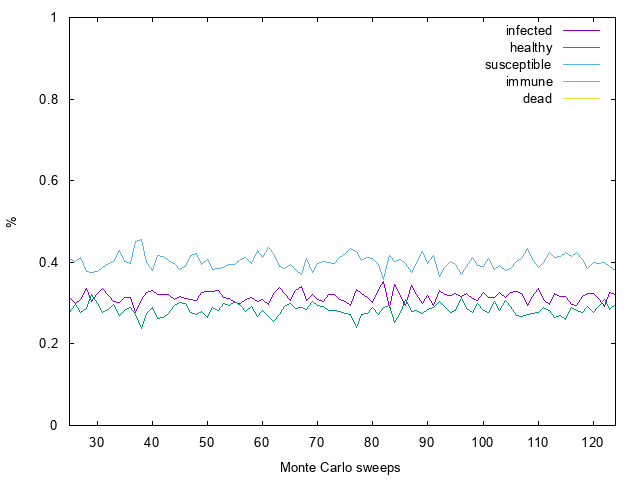 1
0.8
0.6
0.4
0.2
0
%
infected
healthy
susceptible
immune
dead
30 40 50 60 70 80 90 100 110 120
Monte Carlo sweeps